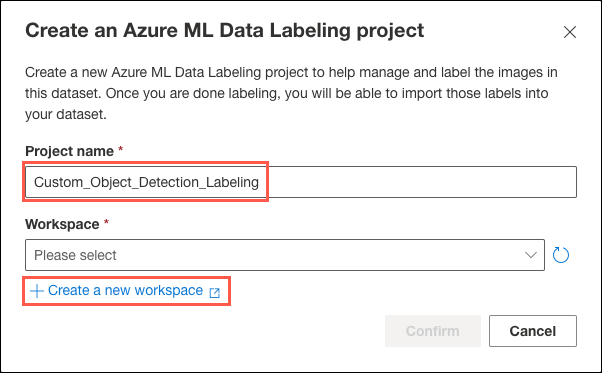 Create an Azure ML Data Labeling project
Create a new Azure ML Data Labeling project to help manage and label the images in
this dataset. Once you are done labeling, you will be able to import those labels into
your dataset.
Project name *
Custom_Object_Detection_Labeling
Workspace *
Please select
Create a new workspace
Confirm Cancel